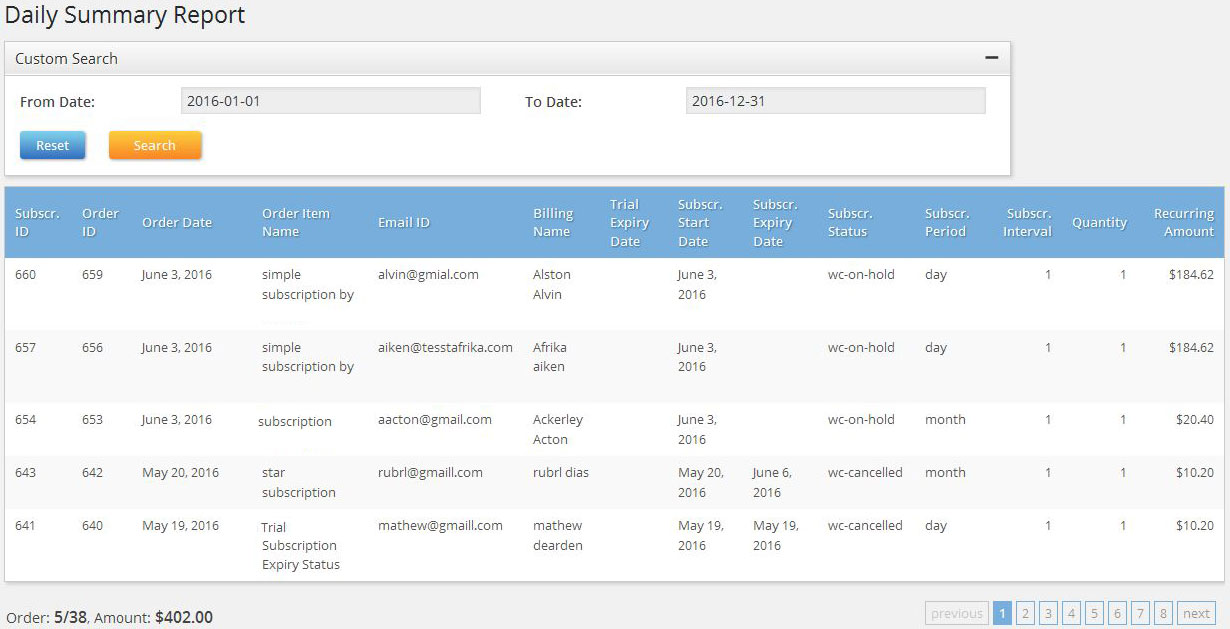 Daily Summary Report
Custom Search
From Date: 2016-01-01 To Date: 2016-12-31
Reset Search
Subscr. ID Order ID Order Date Order Item Name Email ID Billing Name Trial Expiry Date Subscr. Start Date Subscr. Expiry Date Subscr. Status Subscr. Period Subscr. Interval Quantity Recurring Amount
660 659 June 3, 2016 simple alvin@gmial.com Alston June 3, wc-on-hold day 1 1 $184.62
subscription by Alvin 2016
657 656 June 3, 2016 simple aiken@tesstafrika.com Afrika June 3, wc-on-hold day 1 1 $184.62
subscription by aiken 2016
654 653 June 3, 2016 subscription aacton@gmail.com Ackerley June 3, wc-on-hold month 1 1 $20.40
Acton 2016
643 642 May 20, 2016 star rubrl@gmaill.com rubrl dias May 20, June 6, wc-cancelled month 1 1 $10.20
subscription 2016 2016
641 640 May 19, 2016 Trial mathew@gmaill.com mathew May 19, May 19, wc-cancelled day 1 1 $10.20
Subscription dearden 2016 2016
Expiry Status
Order: 5/38, Amount: $402.00 previous 1 2 3 4 5 6 7 8 next